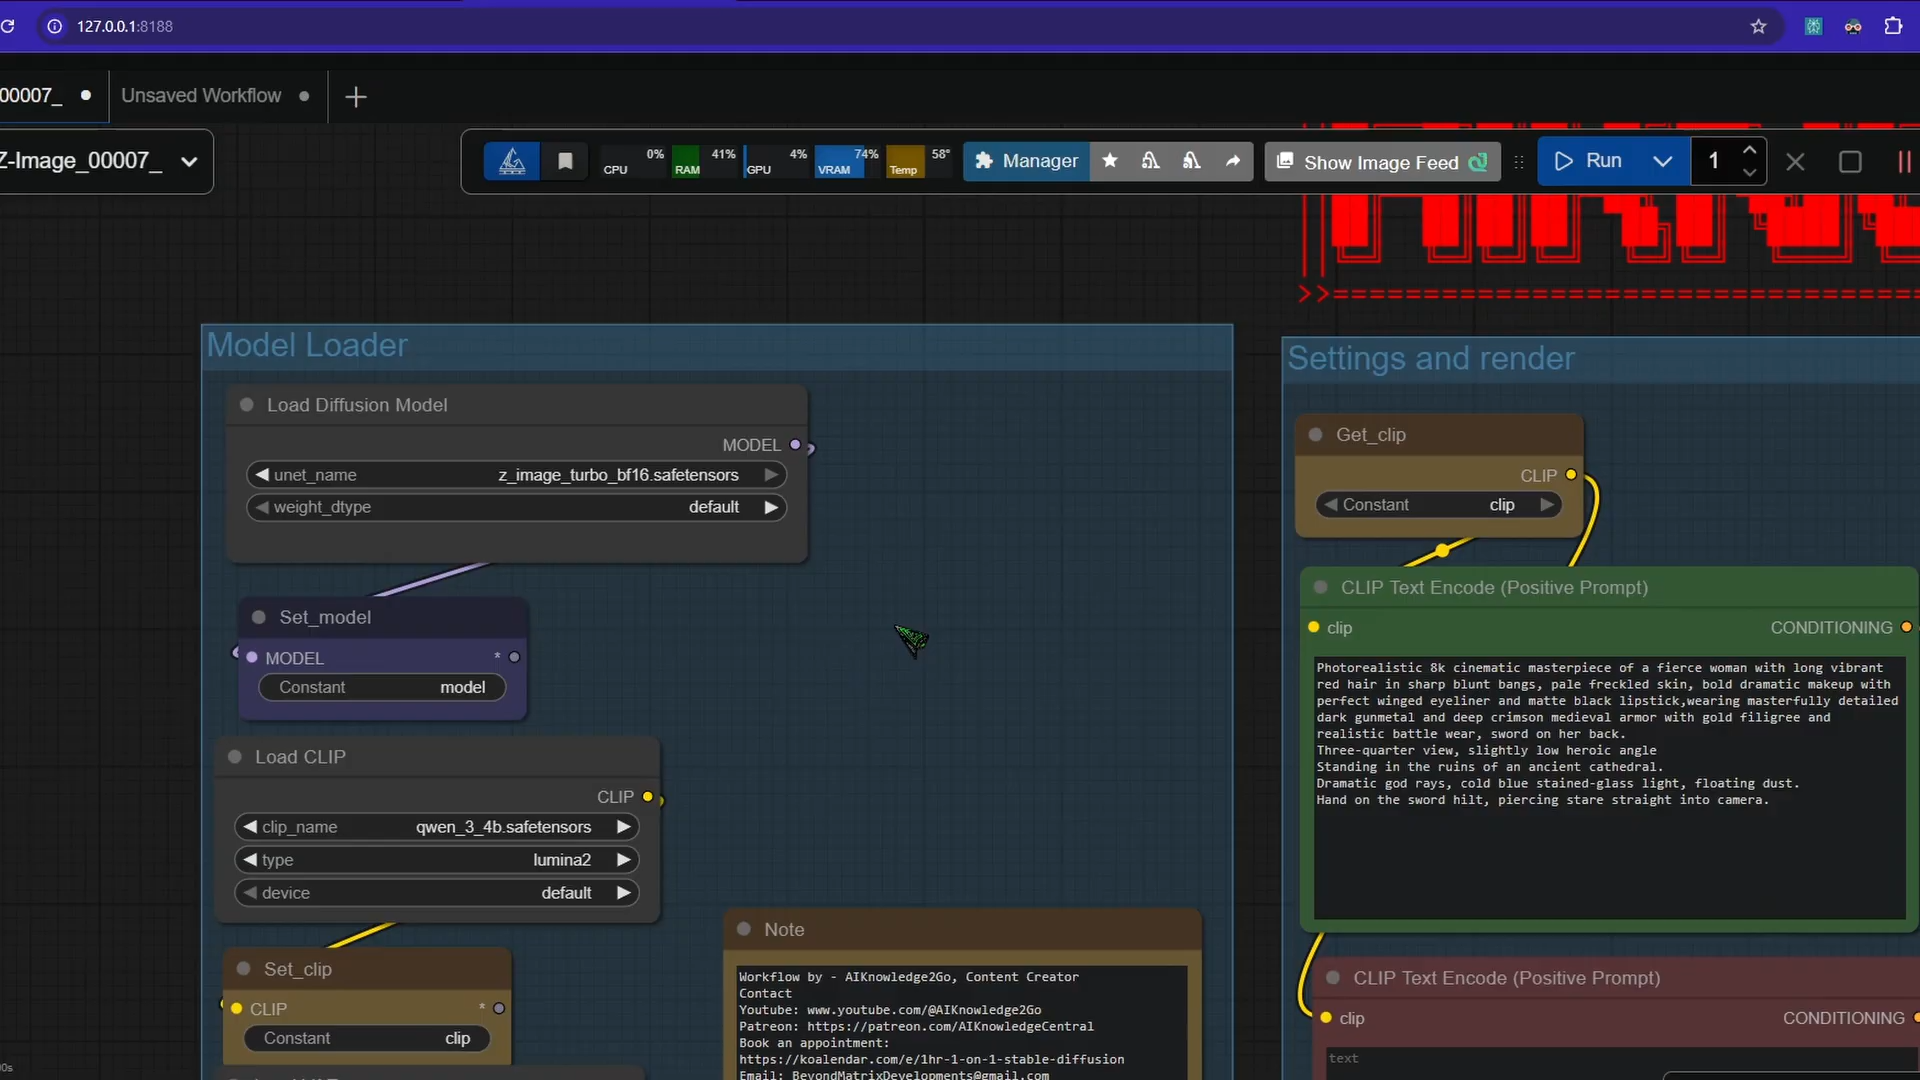 127.0.0.1:8188
00007_
Unsaved Workflow
Z-Image_00007_
CPU 0%
RAM 41%
GPU 4%
VRAM 74%
Temp 58°
Manager
Show Image Feed
Run
1
Model Loader
Load Diffusion Model
MODEL
unet_name z_image_turbo_bf16.safetensors
weight_dtype default
Set_model
MODEL *
Constant model
Load CLIP
CLIP
clip_name qwen_3_4b.safetensors
type lumina2
device default
Set_clip
CLIP *
Constant clip
Note
Workflow by - AIKnowledge2Go, Content Creator
Contact
Youtube: www.youtube.com/@AIKnowledge2Go
Patreon: https://patreon.com/AIKnowledgeCentral
Book an appointment:
https://koalendar.com/e/1hr-1-on-1-stable-diffusion
Email: BeyondMatrixDevelopments@gmail.com
>>==============================================
Settings and render
Get_clip
CLIP
Constant clip
CLIP Text Encode (Positive Prompt)
clip CONDITIONING
Photorealistic 8k cinematic masterpiece of a fierce woman with long vibrant
red hair in sharp blunt bangs, pale freckled skin, bold dramatic makeup with
perfect winged eyeliner and matte black lipstick,wearing masterfully detailed
dark gunmetal and deep crimson medieval armor with gold filigree and
realistic battle wear, sword on her back.
Three-quarter view, slightly low heroic angle
Standing in the ruins of an ancient cathedral.
Dramatic god rays, cold blue stained-glass light, floating dust.
Hand on the sword hilt, piercing stare straight into camera.
CLIP Text Encode (Positive Prompt)
clip CONDITIONING
text